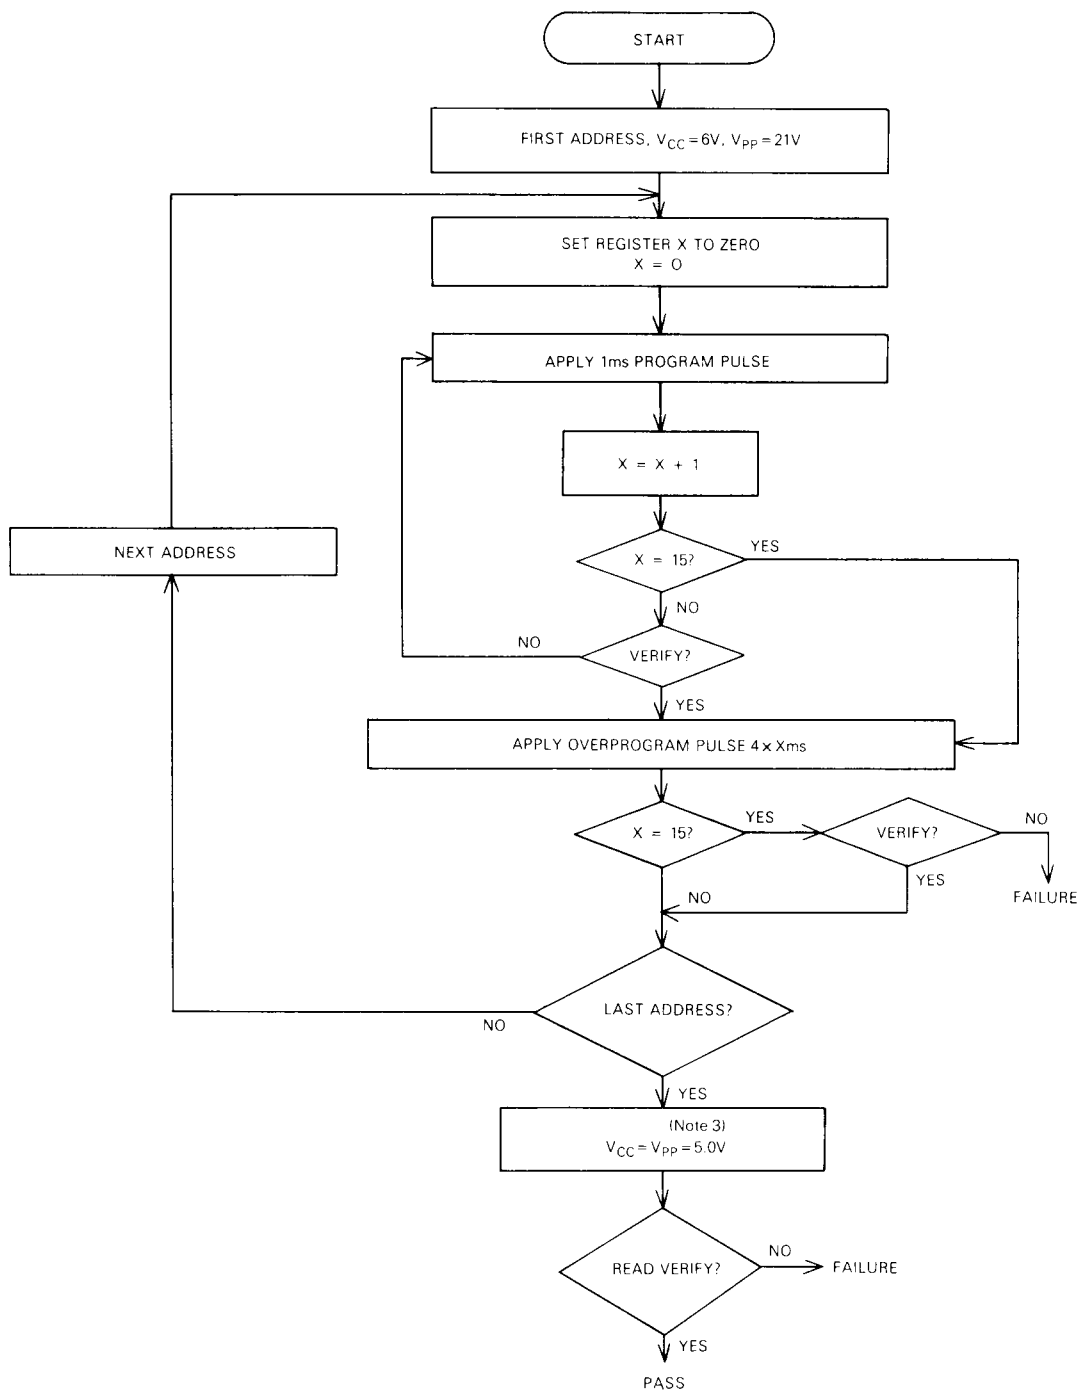 START
FIRST ADDRESS, VCC=6V, VPP=21V
SET REGISTER X TO ZERO
X = 0
APPLY 1ms PROGRAM PULSE
X = X + 1
NEXT ADDRESS
X = 15?
YES
NO
VERIFY?
NO
YES
APPLY OVERPROGRAM PULSE 4×Xms
X = 15?
YES
VERIFY?
NO
FAILURE
YES
NO
LAST ADDRESS?
NO
YES
(Note 3)
VCC=VPP=5.0V
READ VERIFY?
NO
FAILURE
YES
PASS